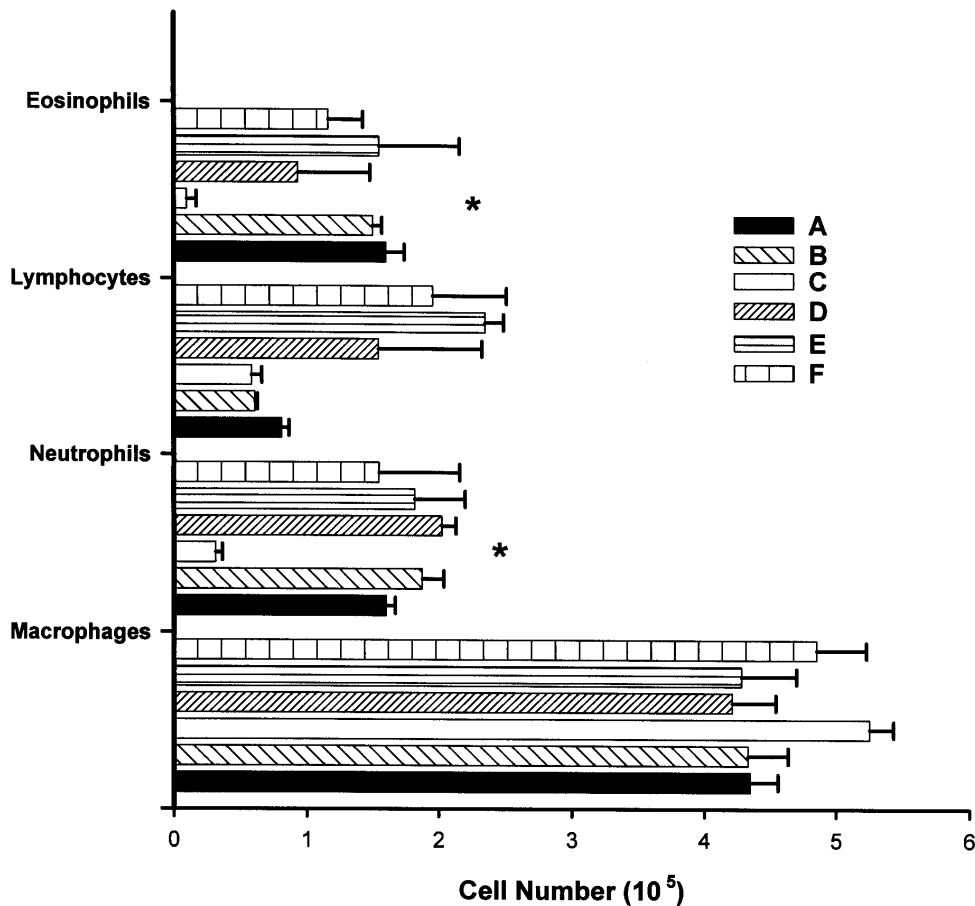 Eosinophils
*
Lymphocytes
Neutrophils
*
Macrophages
A
B
C
D
E
F
0 1 2 3 4 5 6
Cell Number (10 5)